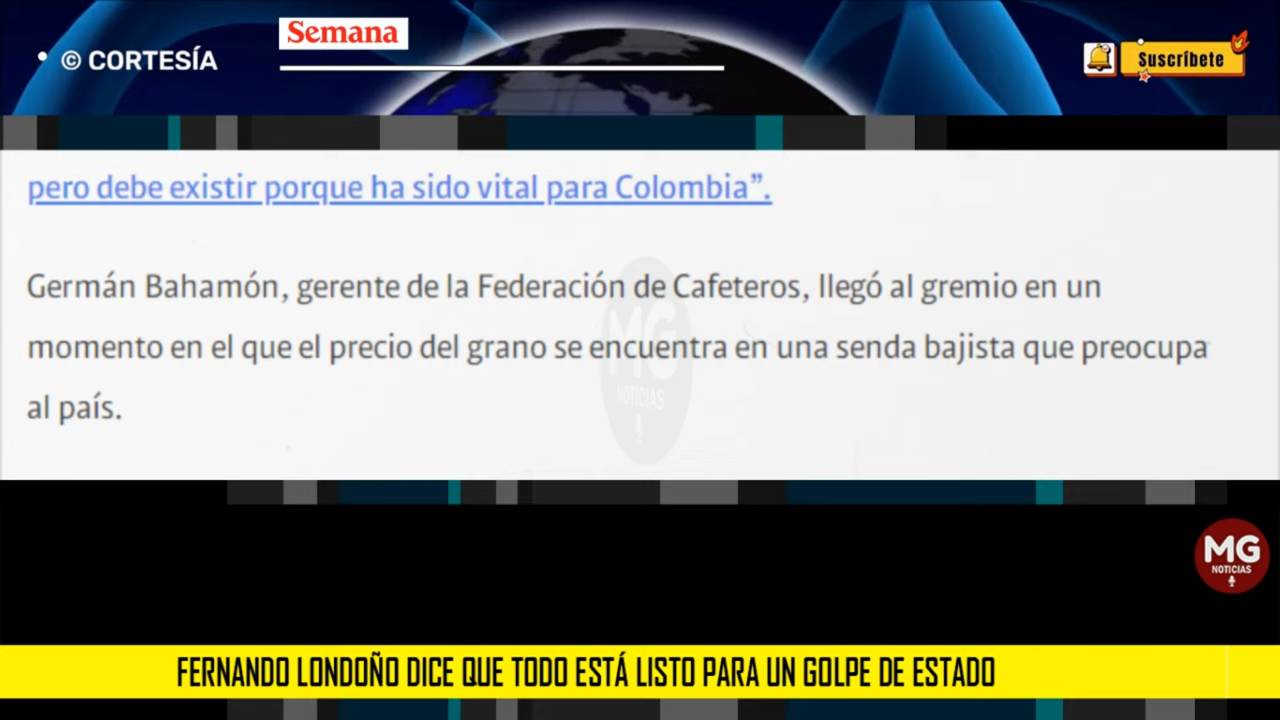 Semana
© CORTESÍA
Suscríbete
pero debe existir porque ha sido vital para Colombia”.
Germán Bahamón, gerente de la Federación de Cafeteros, llegó al gremio en un
momento en el que el precio del grano se encuentra en una senda bajista que preocupa
al país.
MG
NOTICIAS
MG
NOTICIAS
FERNANDO LONDOÑO DICE QUE TODO ESTÁ LISTO PARA UN GOLPE DE ESTADO